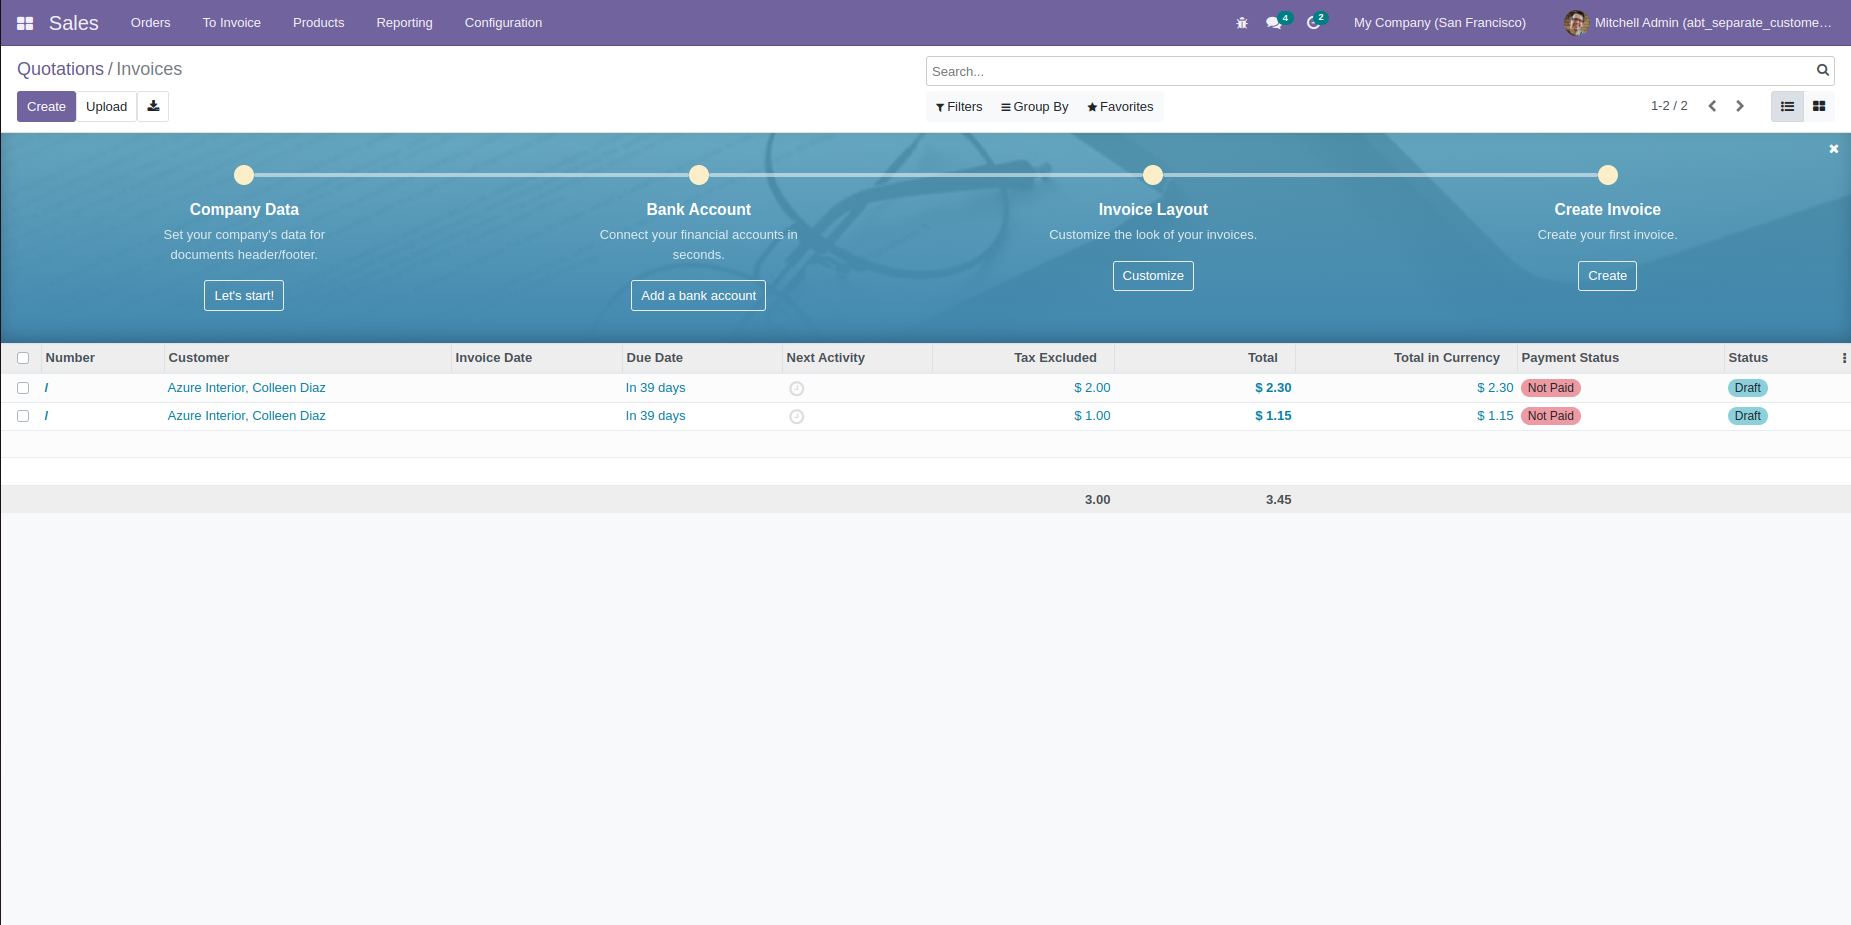 Sales Orders To Invoice Products Reporting Configuration 4 2 My Company (San Francisco) Mitchell Admin (abt_separate_custome...
Quotations / Invoices
Search...
Create Upload
Filters Group By Favorites
1-2 / 2
Company Data
Set your company's data for
documents header/footer.
Let's start!
Bank Account
Connect your financial accounts in
seconds.
Add a bank account
Invoice Layout
Customize the look of your invoices.
Customize
Create Invoice
Create your first invoice.
Create
Number Customer Invoice Date Due Date Next Activity Tax Excluded Total Total in Currency Payment Status Status
/ Azure Interior, Colleen Diaz In 39 days $ 2.00 $ 2.30 $ 2.30 Not Paid Draft
/ Azure Interior, Colleen Diaz In 39 days $ 1.00 $ 1.15 $ 1.15 Not Paid Draft
3.00 3.45